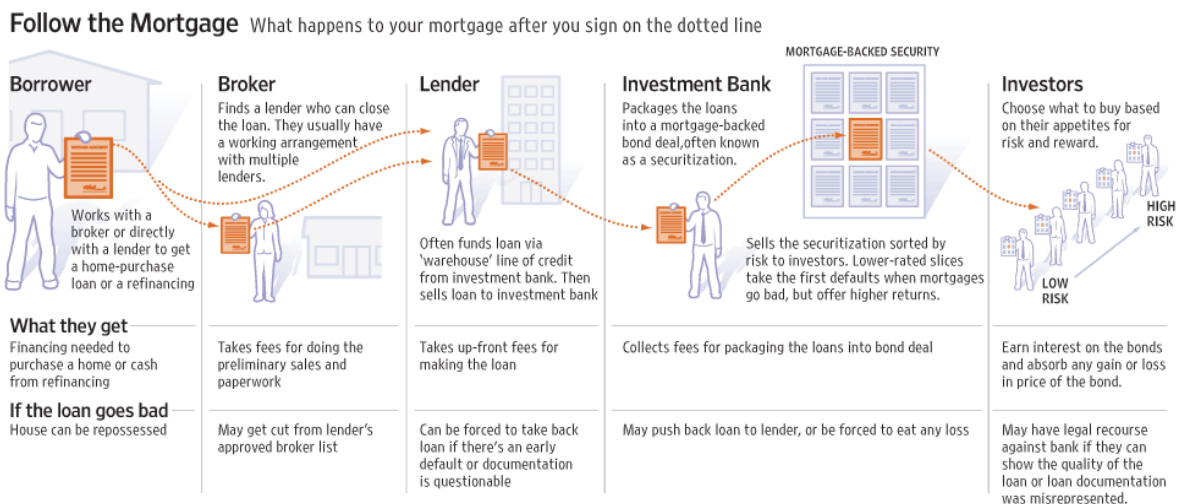 Follow the Mortgage What happens to your mortgage after you sign on the dotted line
Borrower
Works with a
broker or directly
with a lender to get
a home-purchase
loan or a refinancing
Broker
Finds a lender who can close
the loan. They usually have
a working arrangement
with multiple
lenders.
Lender
Often funds loan via
'warehouse' line of credit
from investment bank. Then
sells loan to investment bank
Investment Bank
Packages the loans
into a mortgage-backed
bond deal,often known
as a securitization.
MORTGAGE-BACKED SECURITY
Sells the securitization sorted by
risk to investors. Lower-rated slices
take the first defaults when mortgages
go bad, but offer higher returns.
Investors
Choose what to buy based
on their appetites for
risk and reward.
HIGH
RISK
LOW
RISK
What they get
Financing needed to
purchase a home or cash
from refinancing
Takes fees for doing the
preliminary sales and
paperwork
Takes up-front fees for
making the loan
Collects fees for packaging the loans into bond deal
Earn interest on the bonds
and absorb any gain or loss
in price of the bond.
If the loan goes bad
House can be repossessed
May get cut from lender's
approved broker list
Can be forced to take back
loan if there's an early
default or documentation
is questionable
May push back loan to lender, or be forced to eat any loss
May have legal recourse
against bank if they can
show the quality of the
loan or loan documentation
was misrepresented.